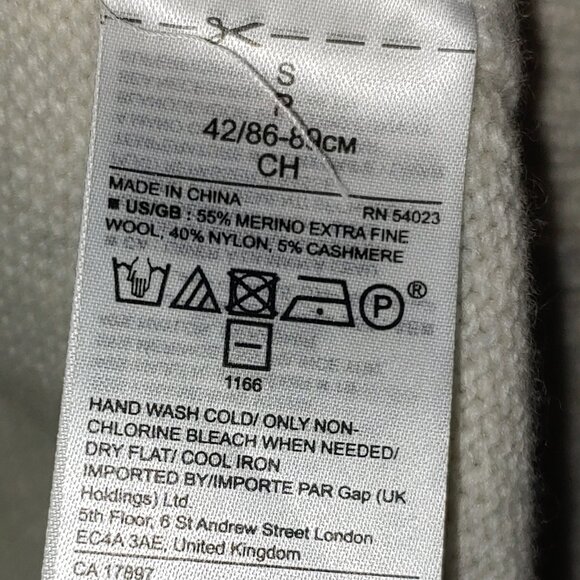 S
P
42/86-89CM
CH
MADE IN CHINA RN 54023
■ US/GB : 55% MERINO EXTRA FINE
WOOL, 40% NYLON, 5% CASHMERE
P ®
1166
HAND WASH COLD/ ONLY NON-
CHLORINE BLEACH WHEN NEEDED/
DRY FLAT/ COOL IRON
IMPORTED BY/IMPORTE PAR Gap (UK
Holdings) Ltd
5th Floor, 6 St Andrew Street London
EC4A 3AE, United Kingdom
CA 17897